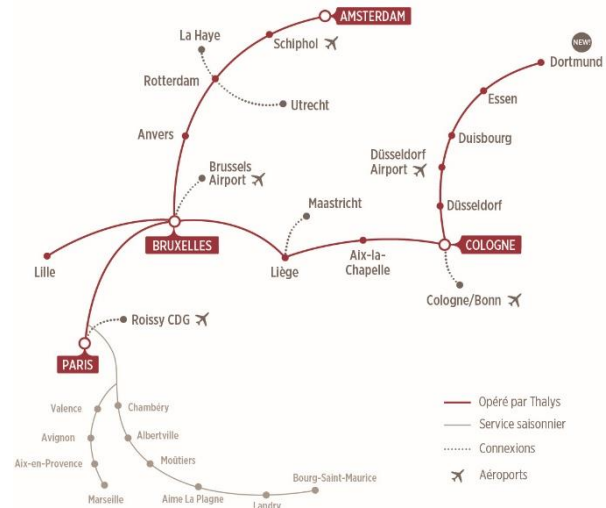 AMSTERDAM
La Haye
Schiphol
NEW!
Dortmund
Rotterdam
Essen
Utrecht
Anvers
Duisbourg
Düsseldorf
Airport
Brussels
Airport
Maastricht
Düsseldorf
BRUXELLES
COLOGNE
Lille
Liège
Aix-la-
Chapelle
Cologne/Bonn
Roissy CDG
PARIS
Opéré par Thalys
Valence
Chambéry
Service saisonnier
Avignon
Albertville
Connexions
Aix-en-Provence
Moûtiers
Bourg-Saint-Maurice
Aéroports
Marseille
Aime La Plagne
Landry